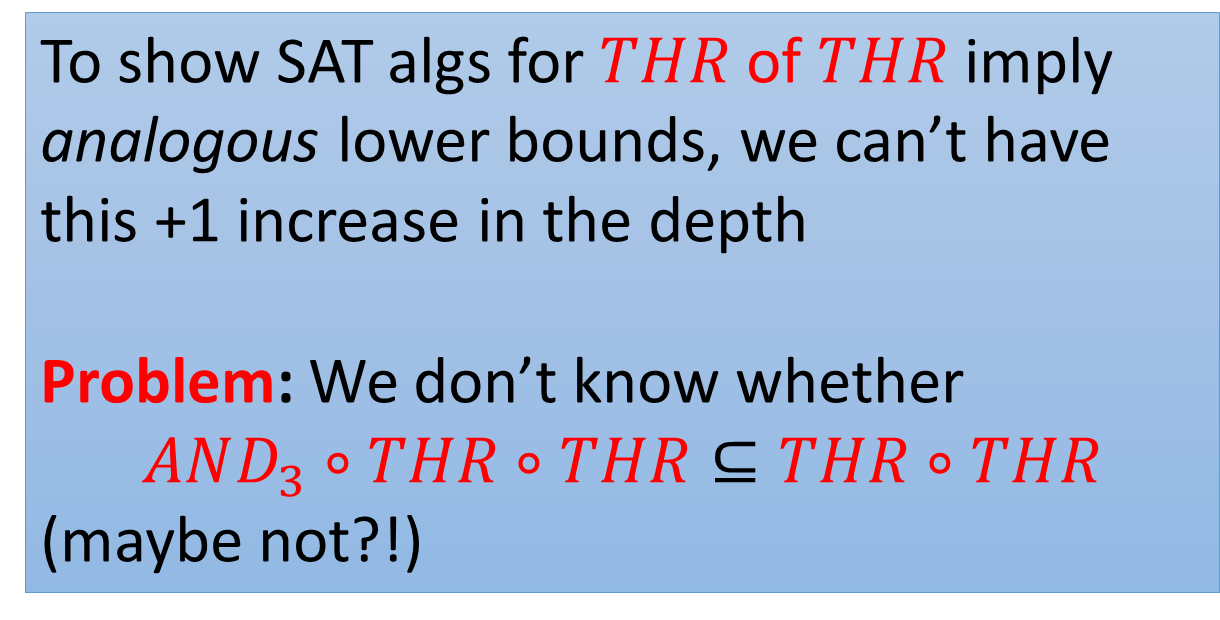 To show SAT algs for 𝑇𝐻𝑅 of 𝑇𝐻𝑅 imply
analogous lower bounds, we can’t have
this +1 increase in the depth
Problem: We don’t know whether
𝐴𝑁𝐷₃ ∘ 𝑇𝐻𝑅 ∘ 𝑇𝐻𝑅 ⊆ 𝑇𝐻𝑅 ∘ 𝑇𝐻𝑅
(maybe not?!)